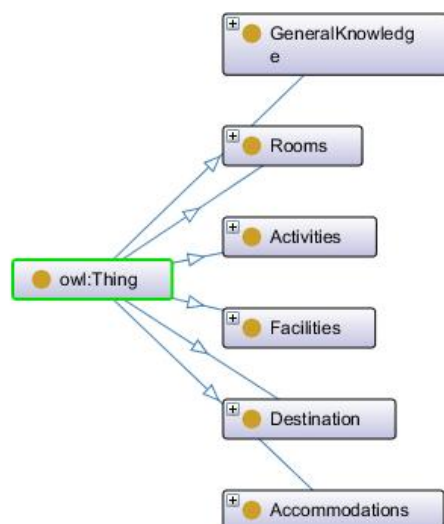 GeneralKnowledg
e
Rooms
Activities
owl:Thing
Facilities
Destination
Accommodations